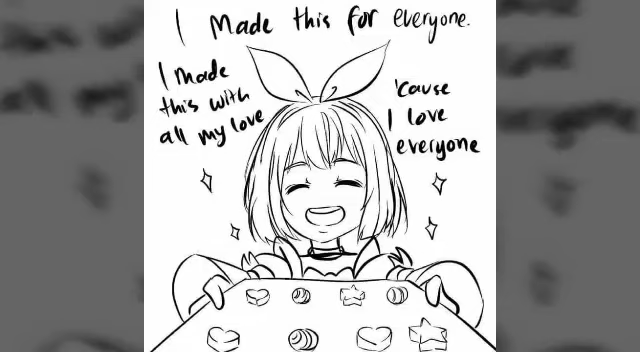 I Made this for everyone.
I made
this with
all my love
'cause
I love
everyone